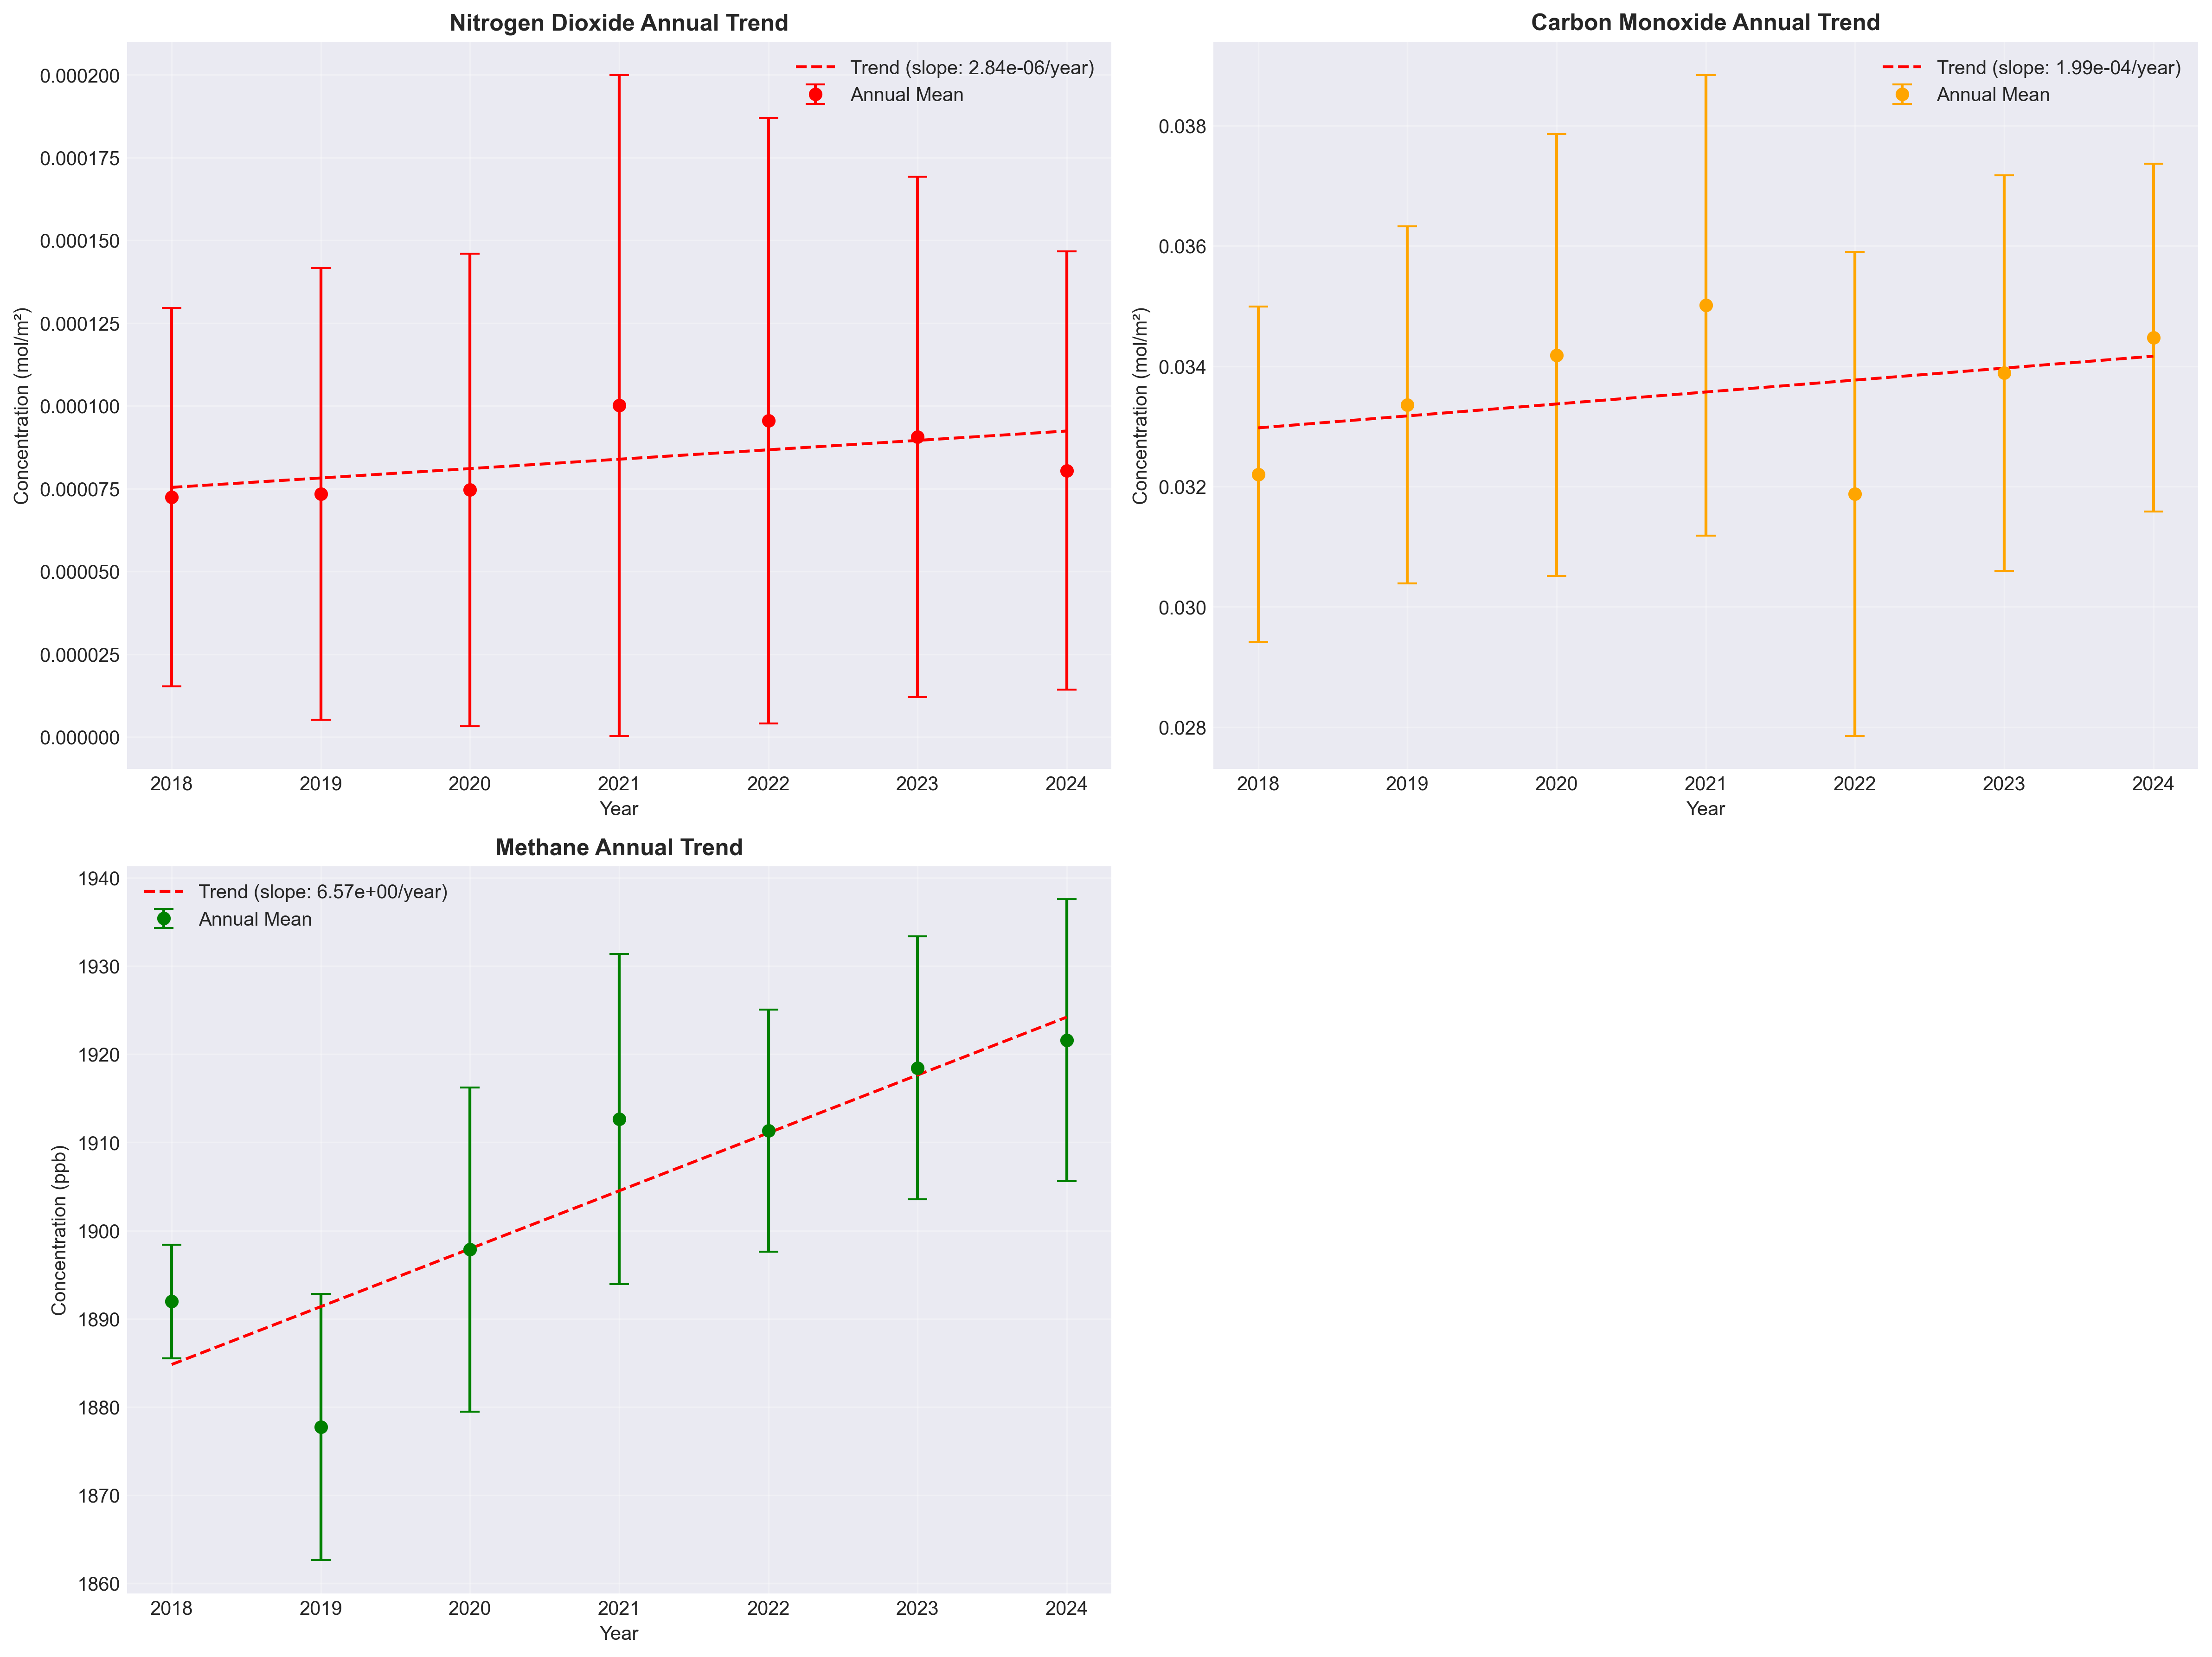 Nitrogen Dioxide Annual Trend
Trend (slope: 2.84e-06/year)
Annual Mean
Concentration (mol/m²)
0.000200
0.000175
0.000150
0.000125
0.000100
0.000075
0.000050
0.000025
0.000000
2018 2019 2020 2021 2022 2023 2024
Year
Carbon Monoxide Annual Trend
Trend (slope: 1.99e-04/year)
Annual Mean
Concentration (mol/m²)
0.038
0.036
0.034
0.032
0.030
0.028
2018 2019 2020 2021 2022 2023 2024
Year
Methane Annual Trend
Trend (slope: 6.57e+00/year)
Annual Mean
Concentration (ppb)
1940
1930
1920
1910
1900
1890
1880
1870
1860
2018 2019 2020 2021 2022 2023 2024
Year